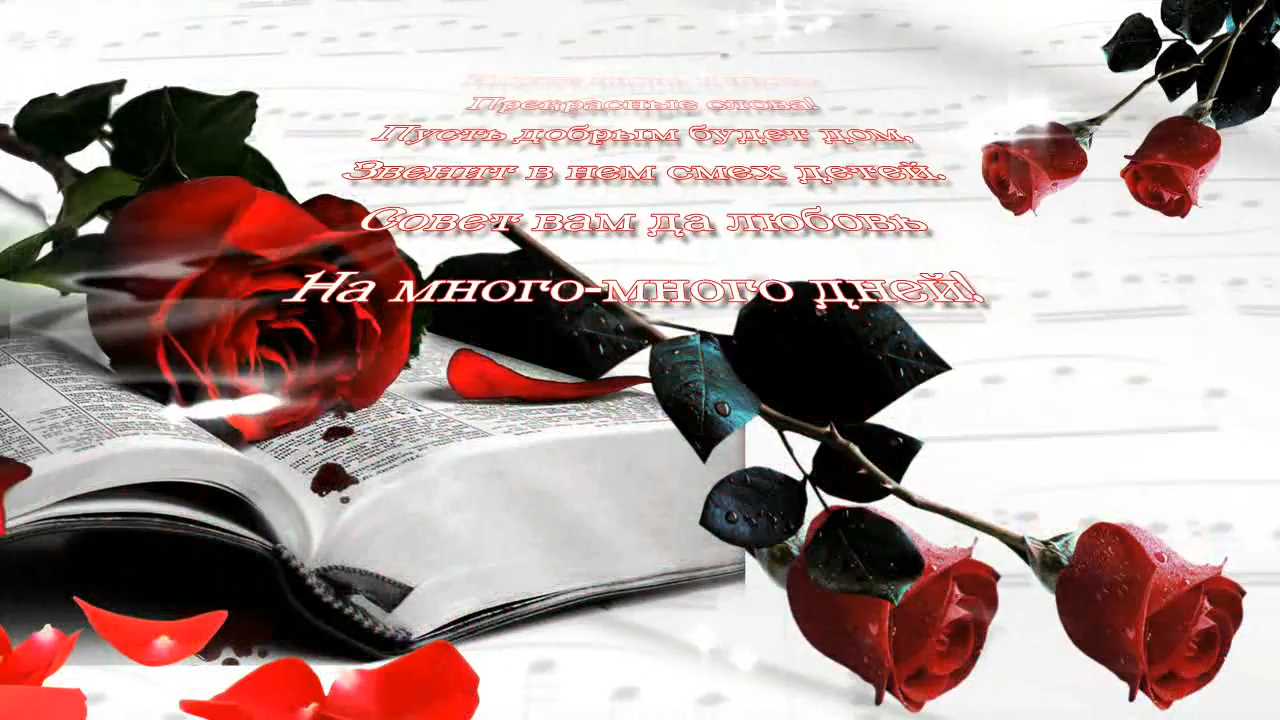 Прекрасные слова!
Пусть добрым будет дом,
Звенит в нем смех детей.
Совет вам да любовь
На много-много дней!